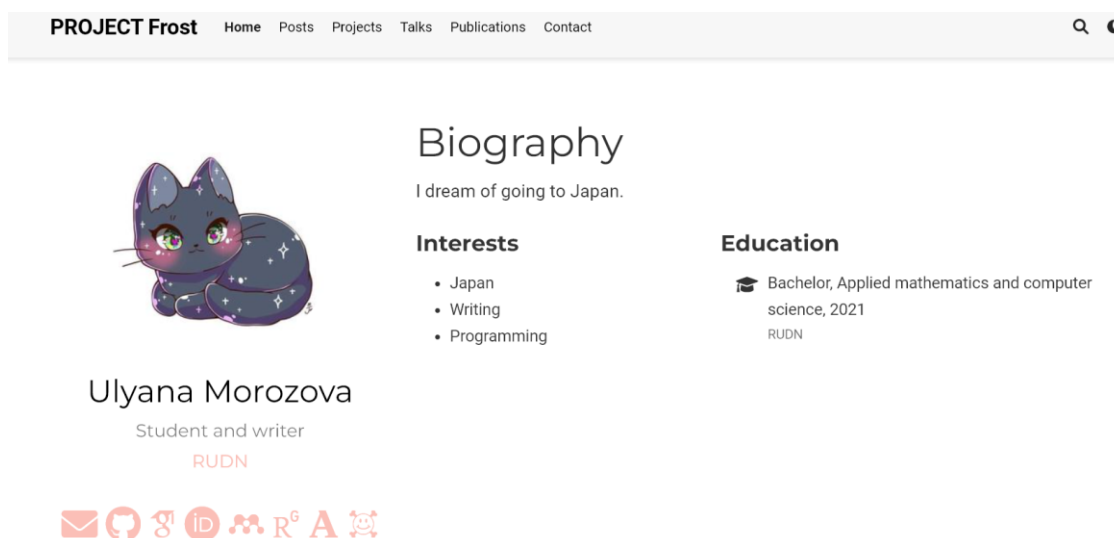 PROJECT Frost Home Posts Projects Talks Publications Contact
Biography
I dream of going to Japan.
Interests
• Japan
• Writing
• Programming
Education
Bachelor, Applied mathematics and computer
science, 2021
RUDN
Ulyana Morozova
Student and writer
RUDN